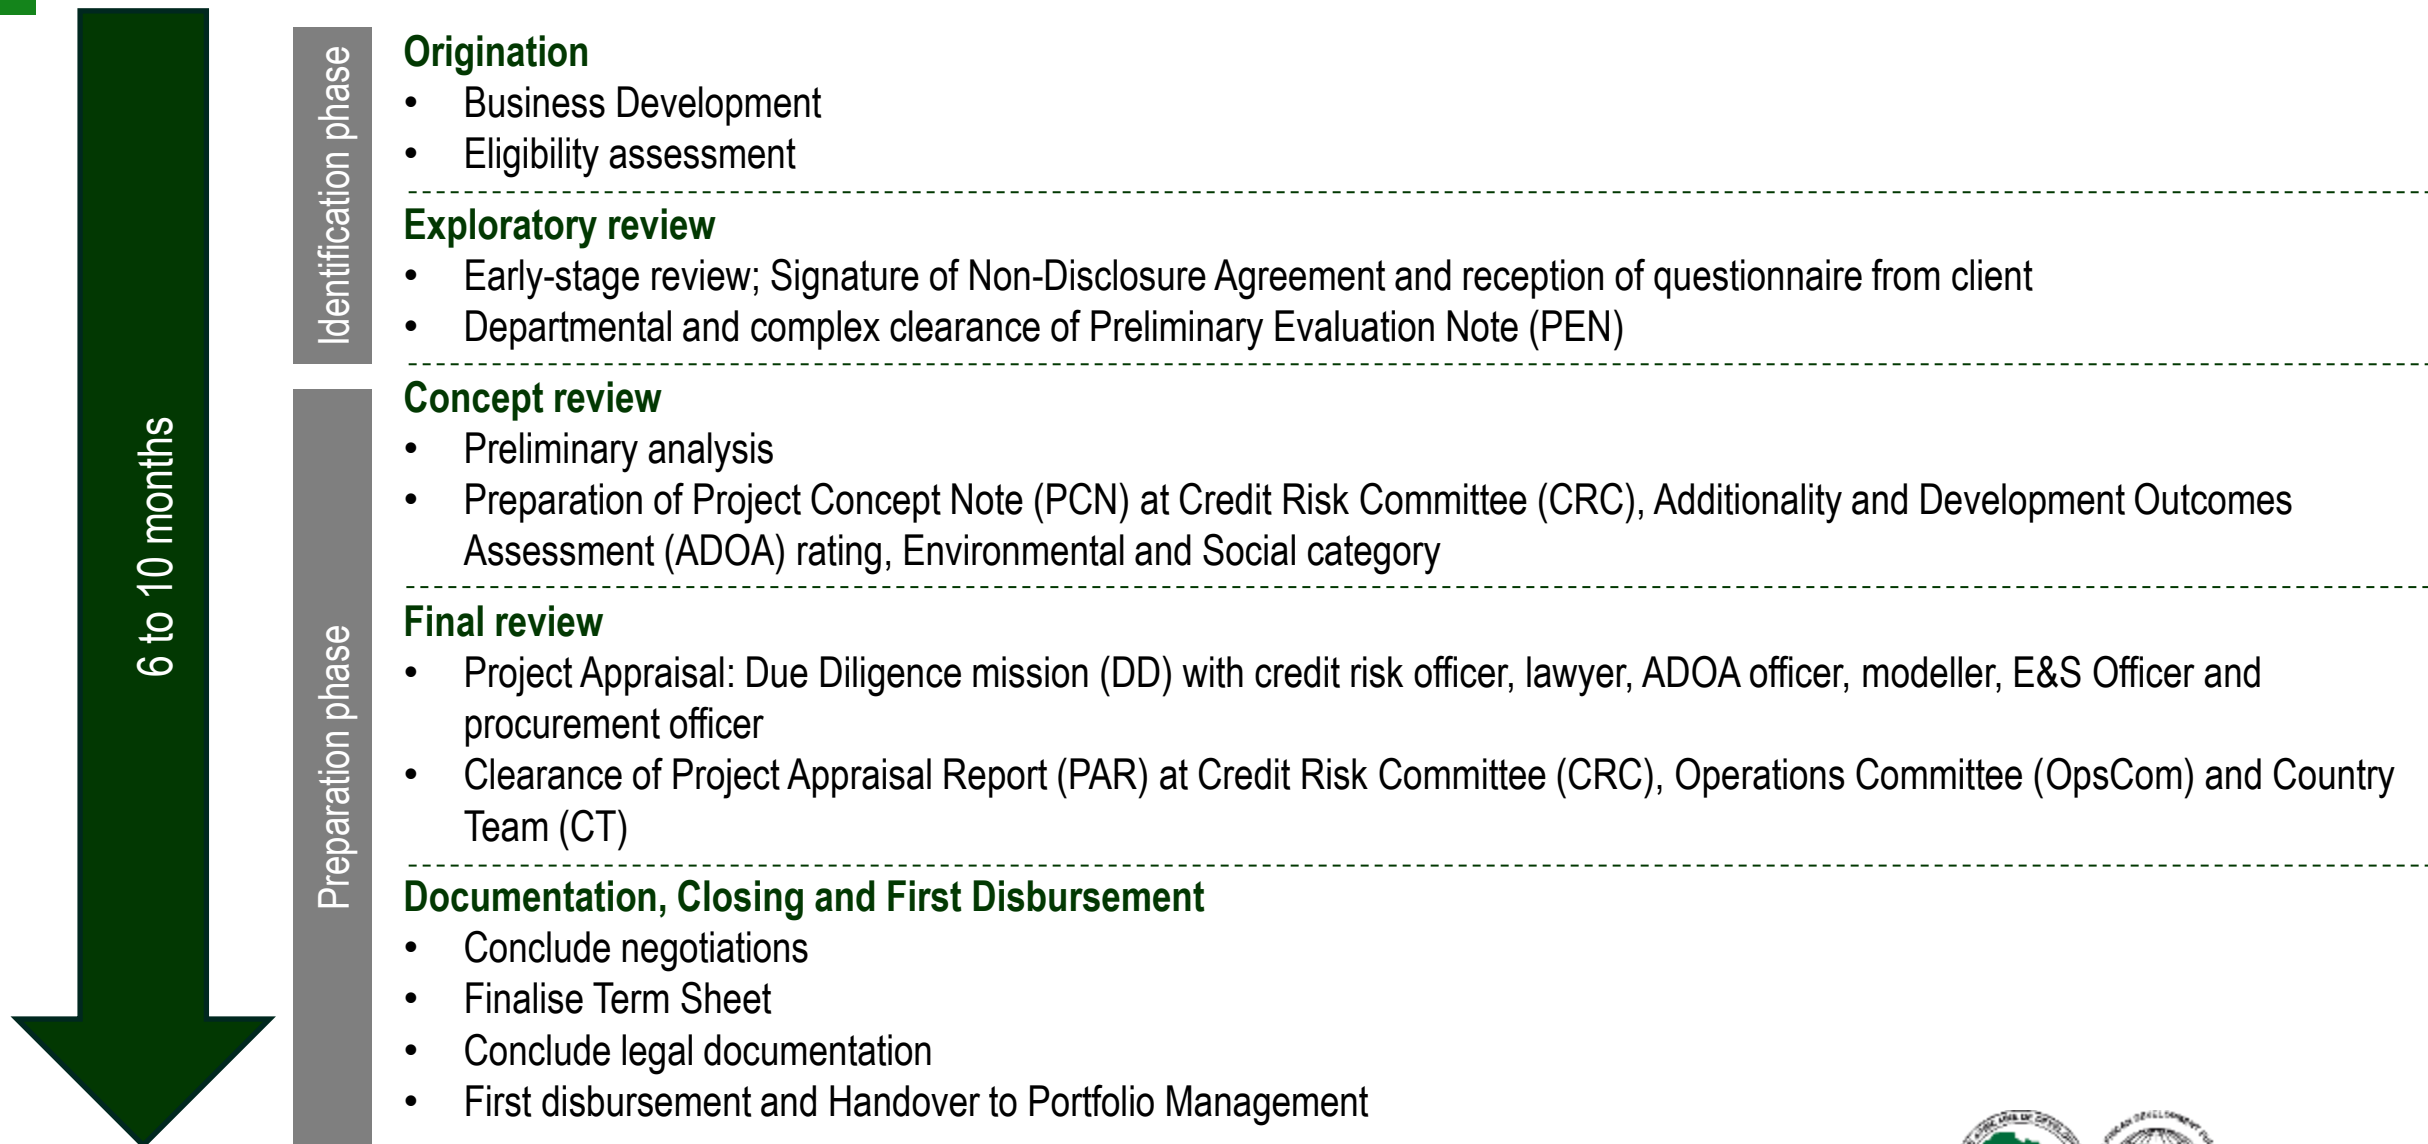 6 to 10 months
Identification phase
Origination
• Business Development
• Eligibility assessment
Exploratory review
• Early-stage review; Signature of Non-Disclosure Agreement and reception of questionnaire from client
• Departmental and complex clearance of Preliminary Evaluation Note (PEN)
Preparation phase
Concept review
• Preliminary analysis
• Preparation of Project Concept Note (PCN) at Credit Risk Committee (CRC), Additionality and Development Outcomes
Assessment (ADOA) rating, Environmental and Social category
Final review
• Project Appraisal: Due Diligence mission (DD) with credit risk officer, lawyer, ADOA officer, modeller, E&S Officer and
procurement officer
• Clearance of Project Appraisal Report (PAR) at Credit Risk Committee (CRC), Operations Committee (OpsCom) and Country
Team (CT)
Documentation, Closing and First Disbursement
• Conclude negotiations
• Finalise Term Sheet
• Conclude legal documentation
• First disbursement and Handover to Portfolio Management